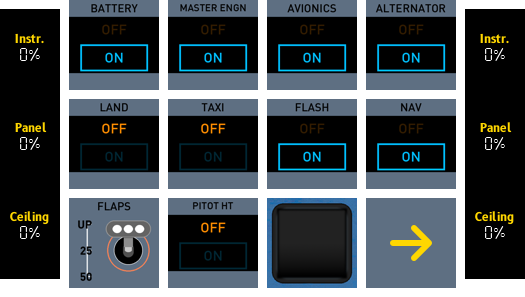 BATTERY
MASTER ENGN
AVIONICS
ALTERNATOR
Instr.
0%
OFF
OFF
OFF
OFF
Instr.
0%
ON
ON
ON
ON
LAND
TAXI
FLASH
NAV
Panel
0%
OFF
OFF
OFF
OFF
Panel
0%
ON
ON
ON
ON
FLAPS
PITOT HT
Ceiling
0%
UP
25
50
OFF
ON
Ceiling
0%